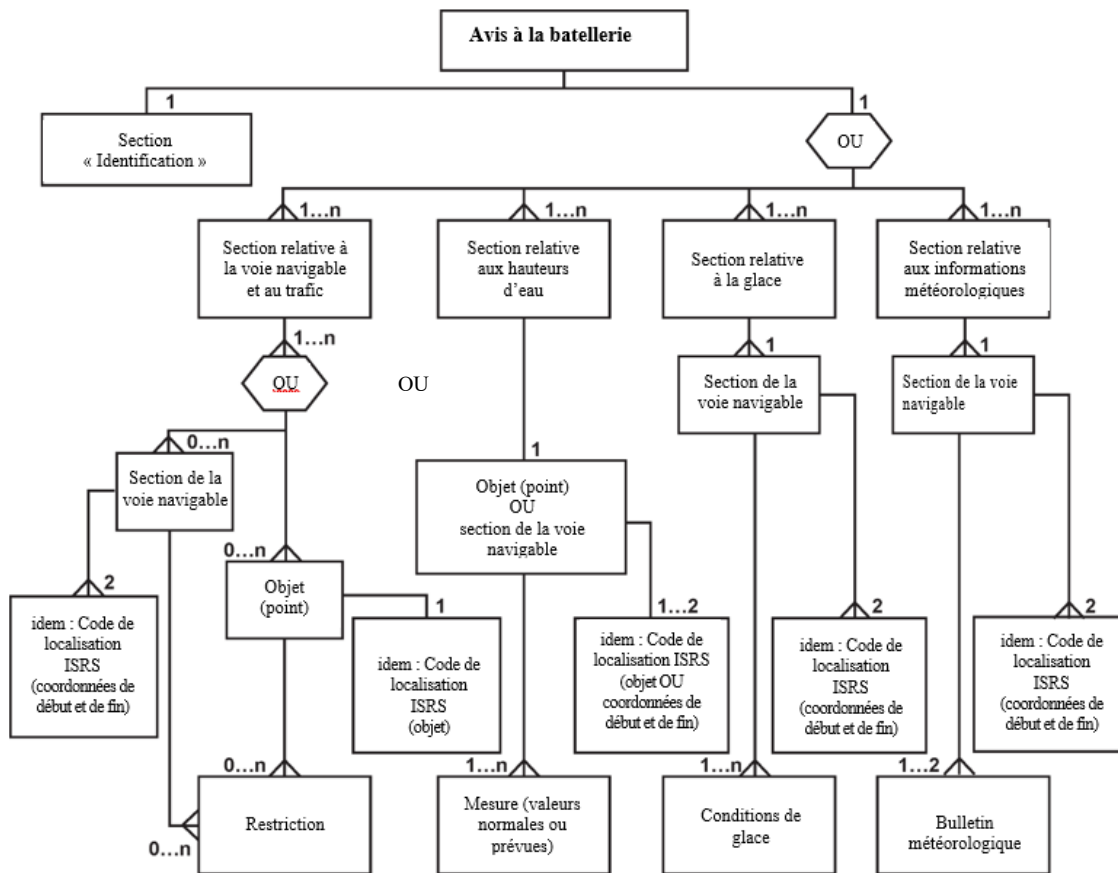 Avis à la batellerie
1
1
Section
« Identification »
OU
1…n
1…n
1…n
1…n
Section relative à
la voie navigable
et au trafic
Section relative
aux hauteurs
d’eau
Section relative
à la glace
Section relative
aux informations
météorologiques
1…n
1
1
OU
OU
Section de la
voie navigable
Section de la voie
navigable
0…n
Section de la
voie navigable
1
Objet (point)
OU
section de la voie
navigable
0…n
Objet
(point)
2
1
1…2
2
2
idem : Code de
localisation
ISRS
(coordonnées de
début et de fin)
idem : Code de
localisation
ISRS
(objet)
idem : Code de
localisation ISRS
(objet OU
coordonnées de
début et de fin)
idem : Code de
localisation
ISRS
(coordonnées de
début et de fin)
idem : Code de
localisation
ISRS
(coordonnées de
début et de fin)
0…n
1…n
1…n
1…2
Restriction
0…n
Mesure (valeurs
normales ou
prévues)
Conditions de
glace
Bulletin
météorologique